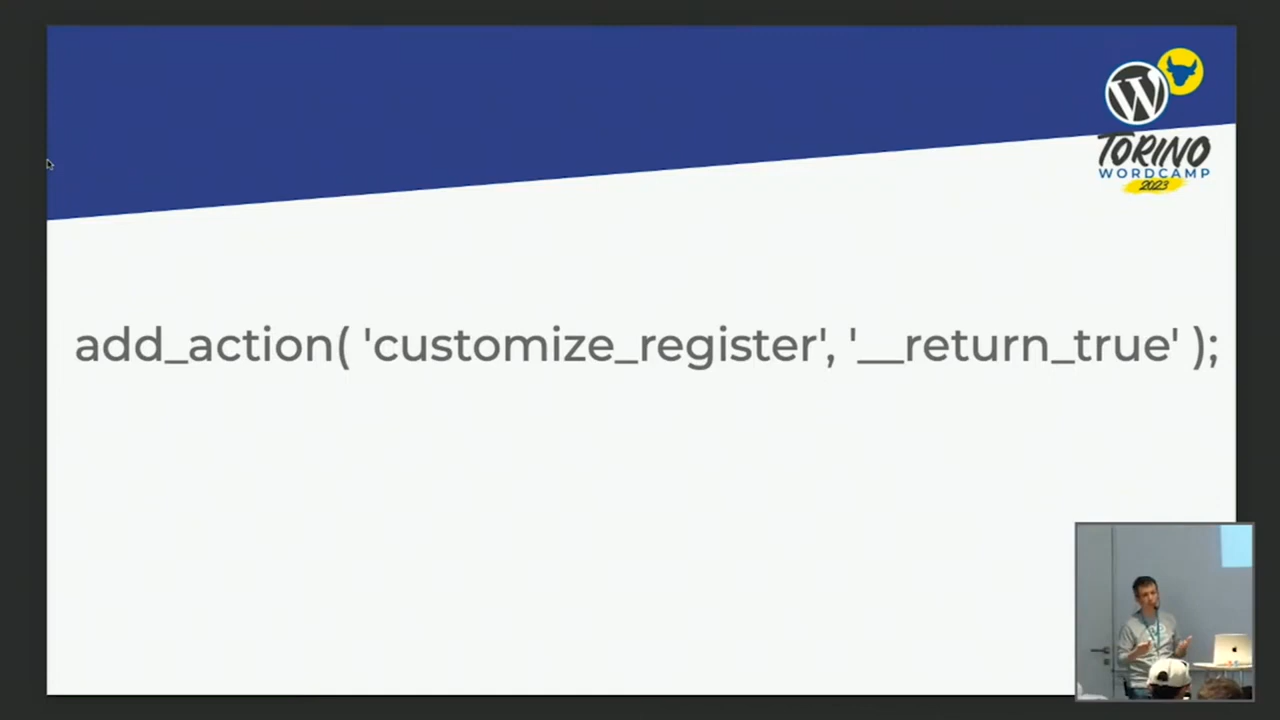 TORINO
WORDCAMP
2023
add_action( 'customize_register', '__return_true' );